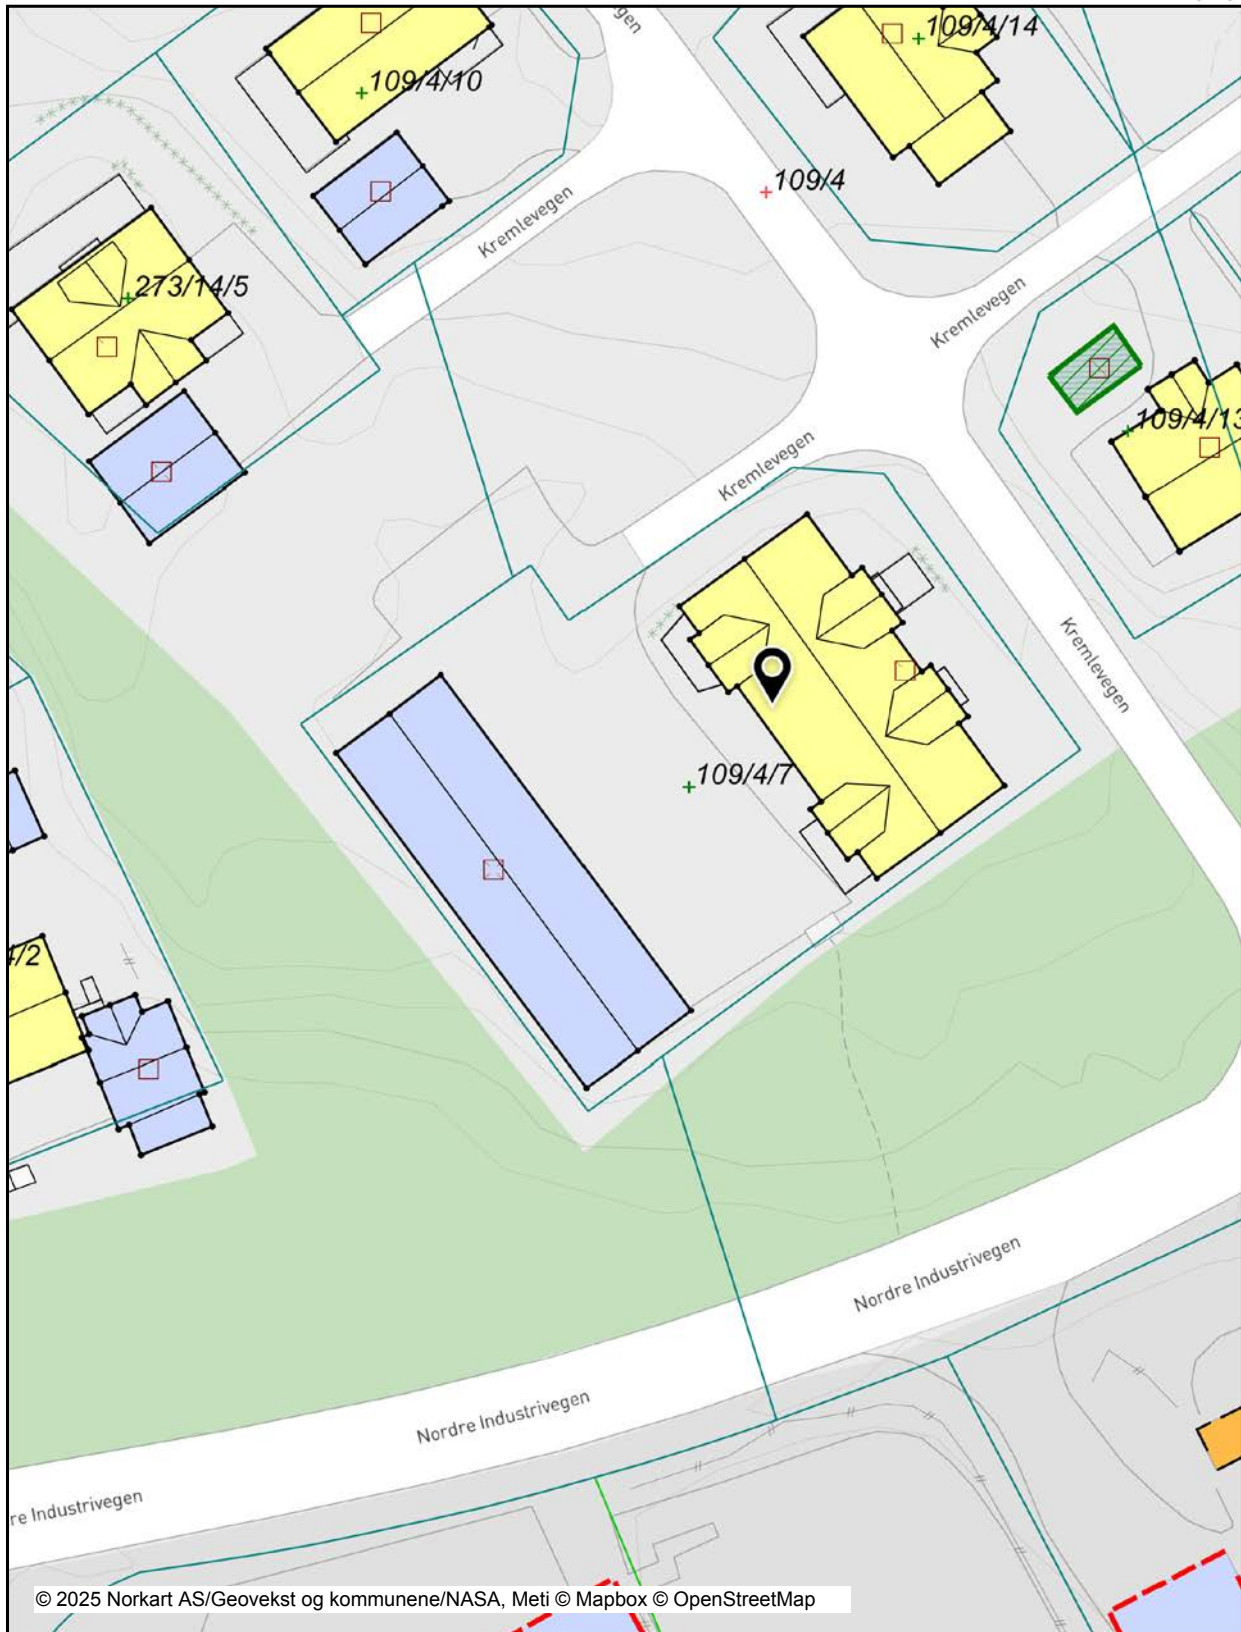 vegen
109/4/14
109/4/10
109/4
Kremlevegen
273/14/5
Kremlevegen
109/4/13
Kremlevegen
Kremlevegen
109/4/7
4/2
Nordre Industrivegen
Nordre Industrivegen
re Industrivegen
© 2025 Norkart AS/Geovekst og kommunene/NASA, Meti © Mapbox © OpenStreetMap